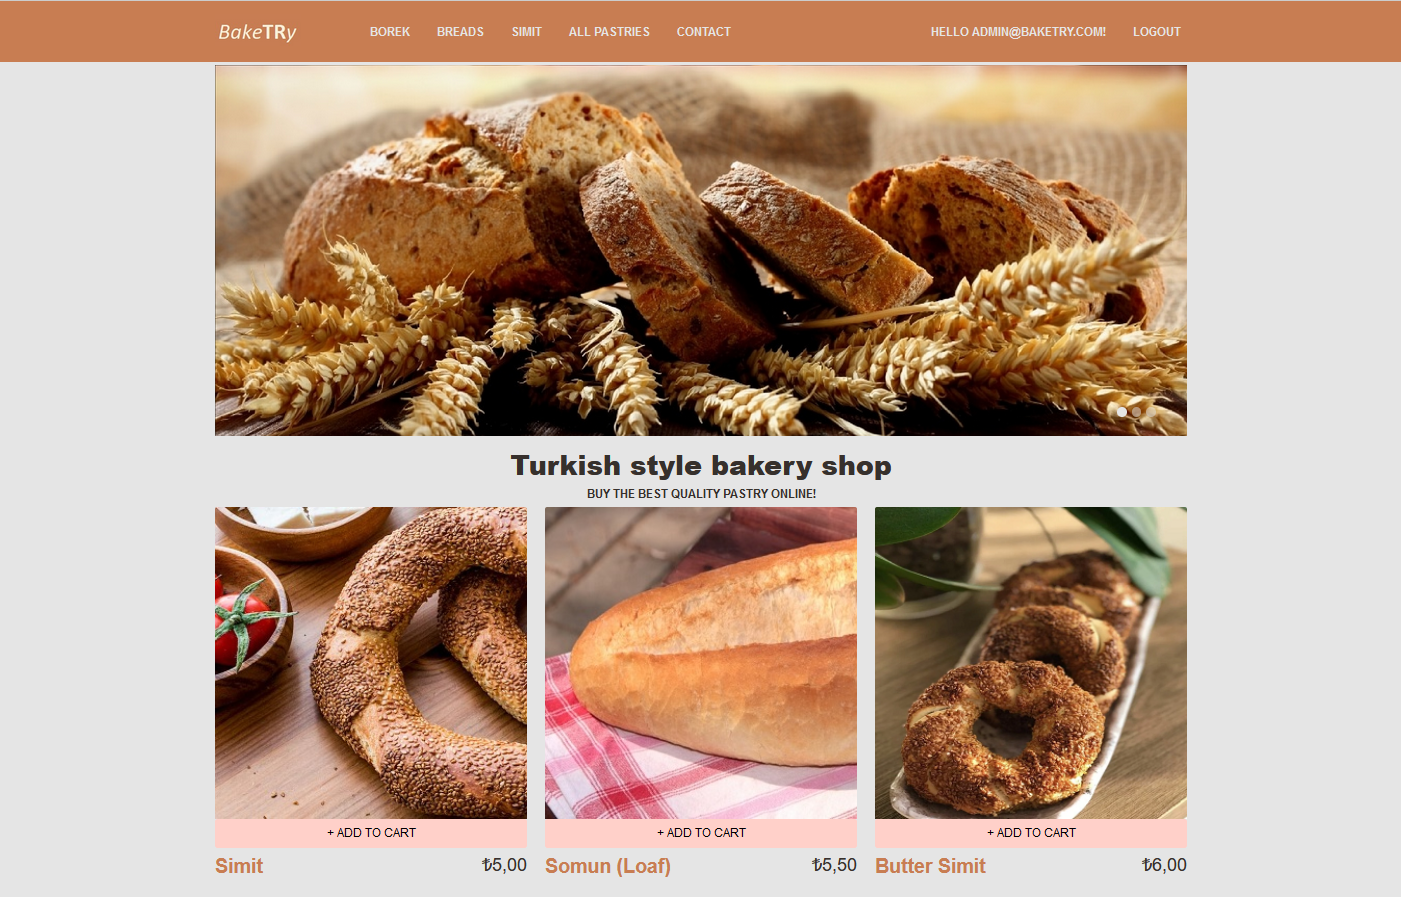 BakeTRy BOREK BREADS SIMIT ALL PASTRIES CONTACT HELLO ADMIN@BAKETRY.COM! LOGOUT
Turkish style bakery shop
BUY THE BEST QUALITY PASTRY ONLINE!
+ ADD TO CART + ADD TO CART + ADD TO CART
Simit ₺5,00 Somun (Loaf) ₺5,50 Butter Simit ₺6,00